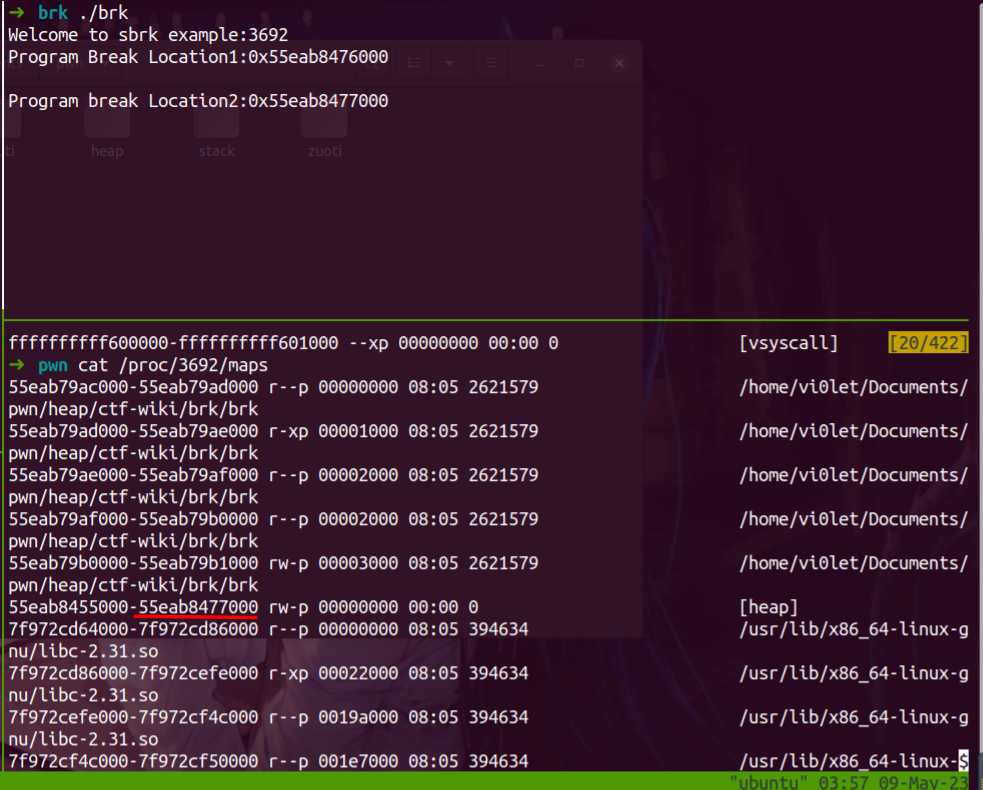 → brk ./brk
Welcome to sbrk example:3692
Program Break Location1:0x55eab8476000
Program break Location2:0x55eab8477000
ti heap stack zuoti
ffffffffff600000-ffffffffff601000 --xp 00000000 00:00 0 [vsyscall] [20/422]
→ pwn cat /proc/3692/maps
55eab79ac000-55eab79ad000 r--p 00000000 08:05 2621579 /home/vi0let/Documents/
pwn/heap/ctf-wiki/brk/brk
55eab79ad000-55eab79ae000 r-xp 00001000 08:05 2621579 /home/vi0let/Documents/
pwn/heap/ctf-wiki/brk/brk
55eab79ae000-55eab79af000 r--p 00002000 08:05 2621579 /home/vi0let/Documents/
pwn/heap/ctf-wiki/brk/brk
55eab79af000-55eab79b0000 r--p 00002000 08:05 2621579 /home/vi0let/Documents/
pwn/heap/ctf-wiki/brk/brk
55eab79b0000-55eab79b1000 rw-p 00003000 08:05 2621579 /home/vi0let/Documents/
pwn/heap/ctf-wiki/brk/brk
55eab8455000-55eab8477000 rw-p 00000000 00:00 0 [heap]
7f972cd64000-7f972cd86000 r--p 00000000 08:05 394634 /usr/lib/x86_64-linux-g
nu/libc-2.31.so
7f972cd86000-7f972cefe000 r-xp 00022000 08:05 394634 /usr/lib/x86_64-linux-g
nu/libc-2.31.so
7f972cefe000-7f972cf4c000 r--p 0019a000 08:05 394634 /usr/lib/x86_64-linux-g
nu/libc-2.31.so
7f972cf4c000-7f972cf50000 r--p 001e7000 08:05 394634 /usr/lib/x86_64-linux-$
"ubuntu" 03:57 09-May-23